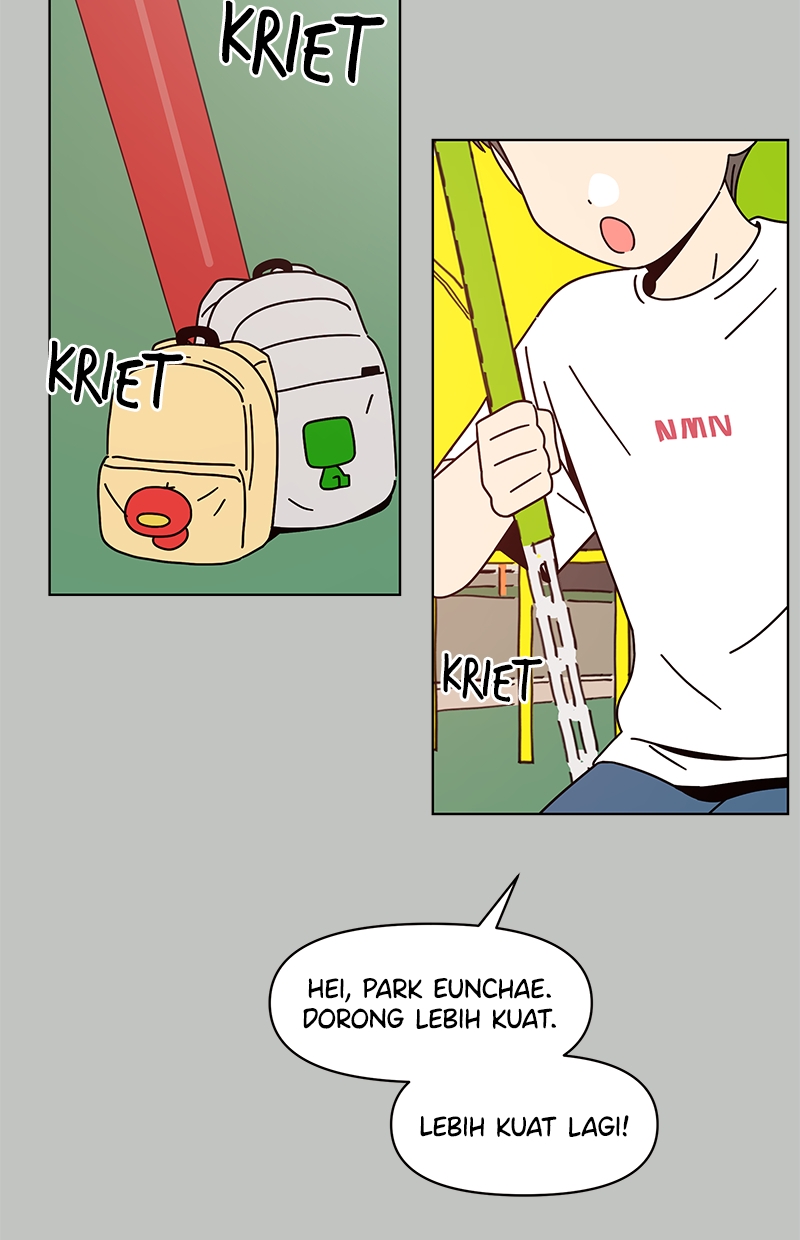 KRIET
KRIET
NMN
KRIET
HEI, PARK EUNCHAE.
DORONG LEBIH KUAT.
LEBIH KUAT LAGI!